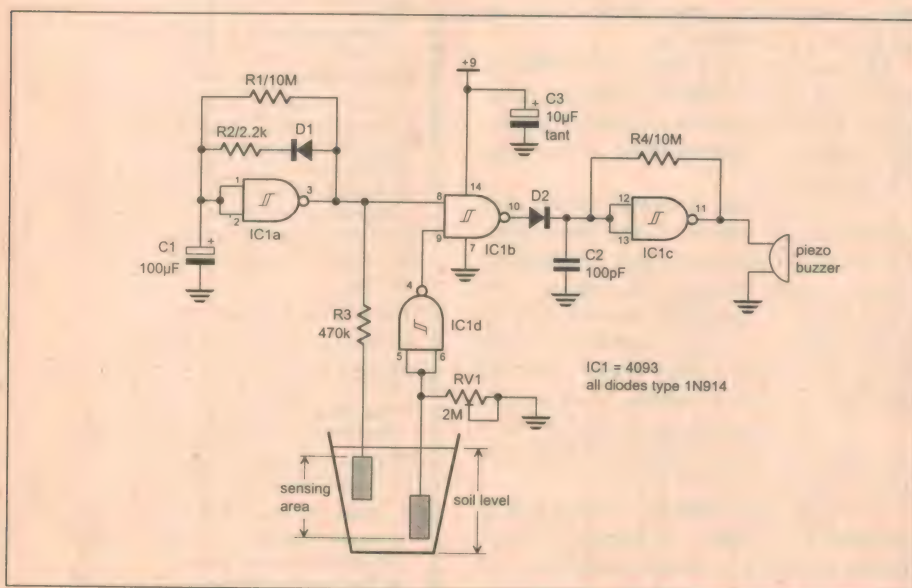 +9
R1/10M
C3
10µF
tant
R2/2.2k
D1
R4/10M
14
1
2
3
IC1a
8
9
10
7
IC1b
D2
12
13
11
IC1c
piezo
buzzer
C1
100µF
C2
100pF
4
IC1d
5
6
R3
470k
RV1
2M
IC1 = 4093
all diodes type 1N914
sensing
area
soil level
+
+